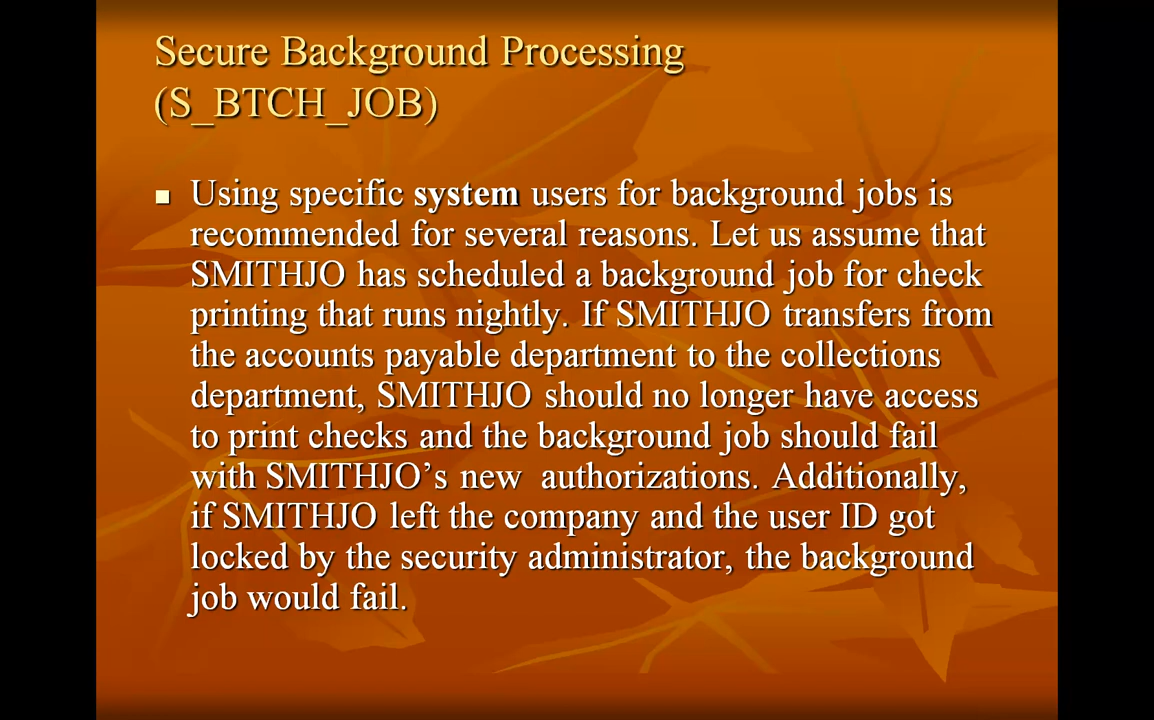 Secure Background Processing
(S_BTCH_JOB)
Using specific system users for background jobs is
recommended for several reasons. Let us assume that
SMITHJO has scheduled a background job for check
printing that runs nightly. If SMITHJO transfers from
the accounts payable department to the collections
department, SMITHJO should no longer have access
to print checks and the background job should fail
with SMITHJO’s new  authorizations. Additionally,
if SMITHJO left the company and the user ID got
locked by the security administrator, the background
job would fail.